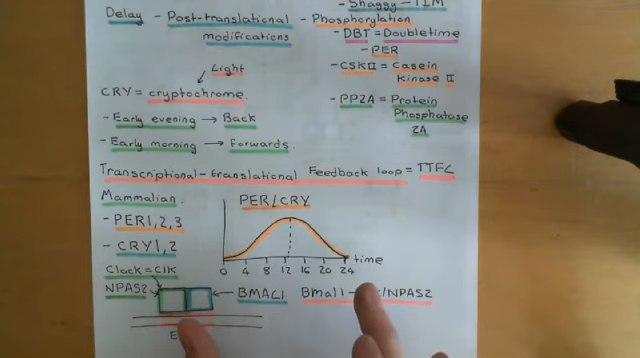 - Shaggy - TIM
Delay - Post-translational - Phosphorylation
modifications
- DBT = Doubletime
- PER
- CSKII = Casein
Kinase II
Light
CRY = cryptochrome.
- PP2A = Protein
Phosphatase
2A
- Early evening → Back
- Early morning → Forwards.
Transcriptional-translational Feedback loop = TTFL
Mammalian
- PER1,2,3
- CRY1,2
PER/CRY
0 4 8 12 16 20 24
time
Clock = Clk
NPAS2
BMAL1
Bmal1 - /NPAS2
E